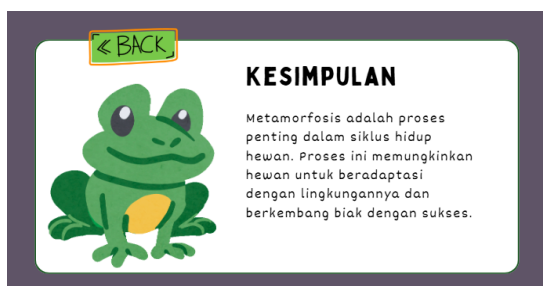 « BACK
KESIMPULAN
Metamorfosis adalah proses
penting dalam siklus hidup
hewan. Proses ini memungkinkan
hewan untuk beradaptasi
dengan lingkungannya dan
berkembang biak dengan sukses.